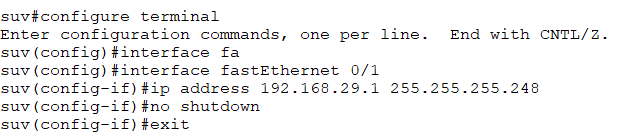 suv#configure terminal
Enter configuration commands, one per line.  End with CNTL/Z.
suv(config)#interface fa
suv(config)#interface fastEthernet 0/1
suv(config-if)#ip address 192.168.29.1 255.255.255.248
suv(config-if)#no shutdown
suv(config-if)#exit